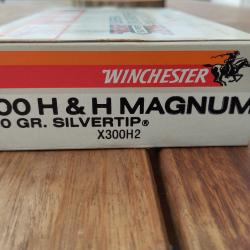 WINCHESTER
00 H & H MAGNUM
0 GR. SILVERTIP®
X300H2